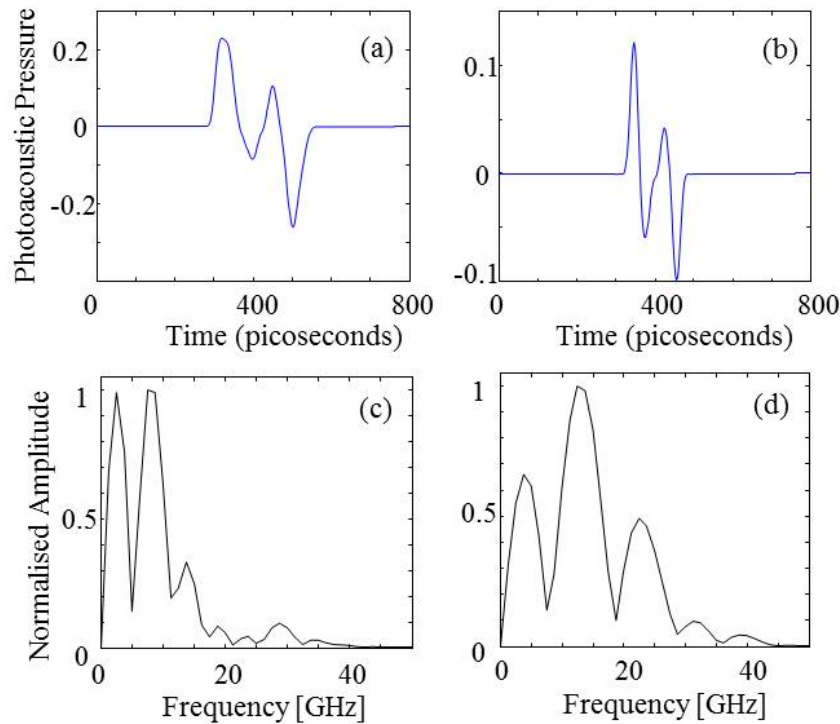 Photoacoustic Pressure
0.2
0
-0.2
(a)
0
400
800
Time (picoseconds)
0.1
0
-0.1
(b)
0
400
800
Time (picoseconds)
Normalised Amplitude
1
0.5
0
(c)
0
20
40
Frequency [GHz]
1
0.5
0
(d)
0
20
40
Frequency [GHz]